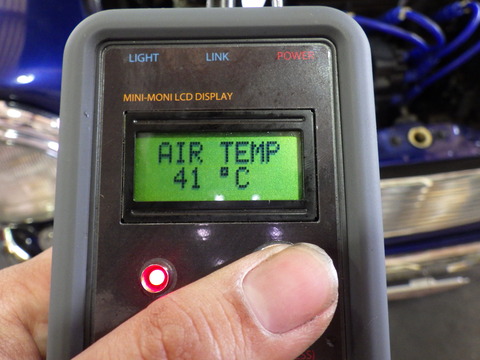 LIGHT LINK POWER
MINI-MONI LCD DISPLAY
AIR TEMP
41 °C